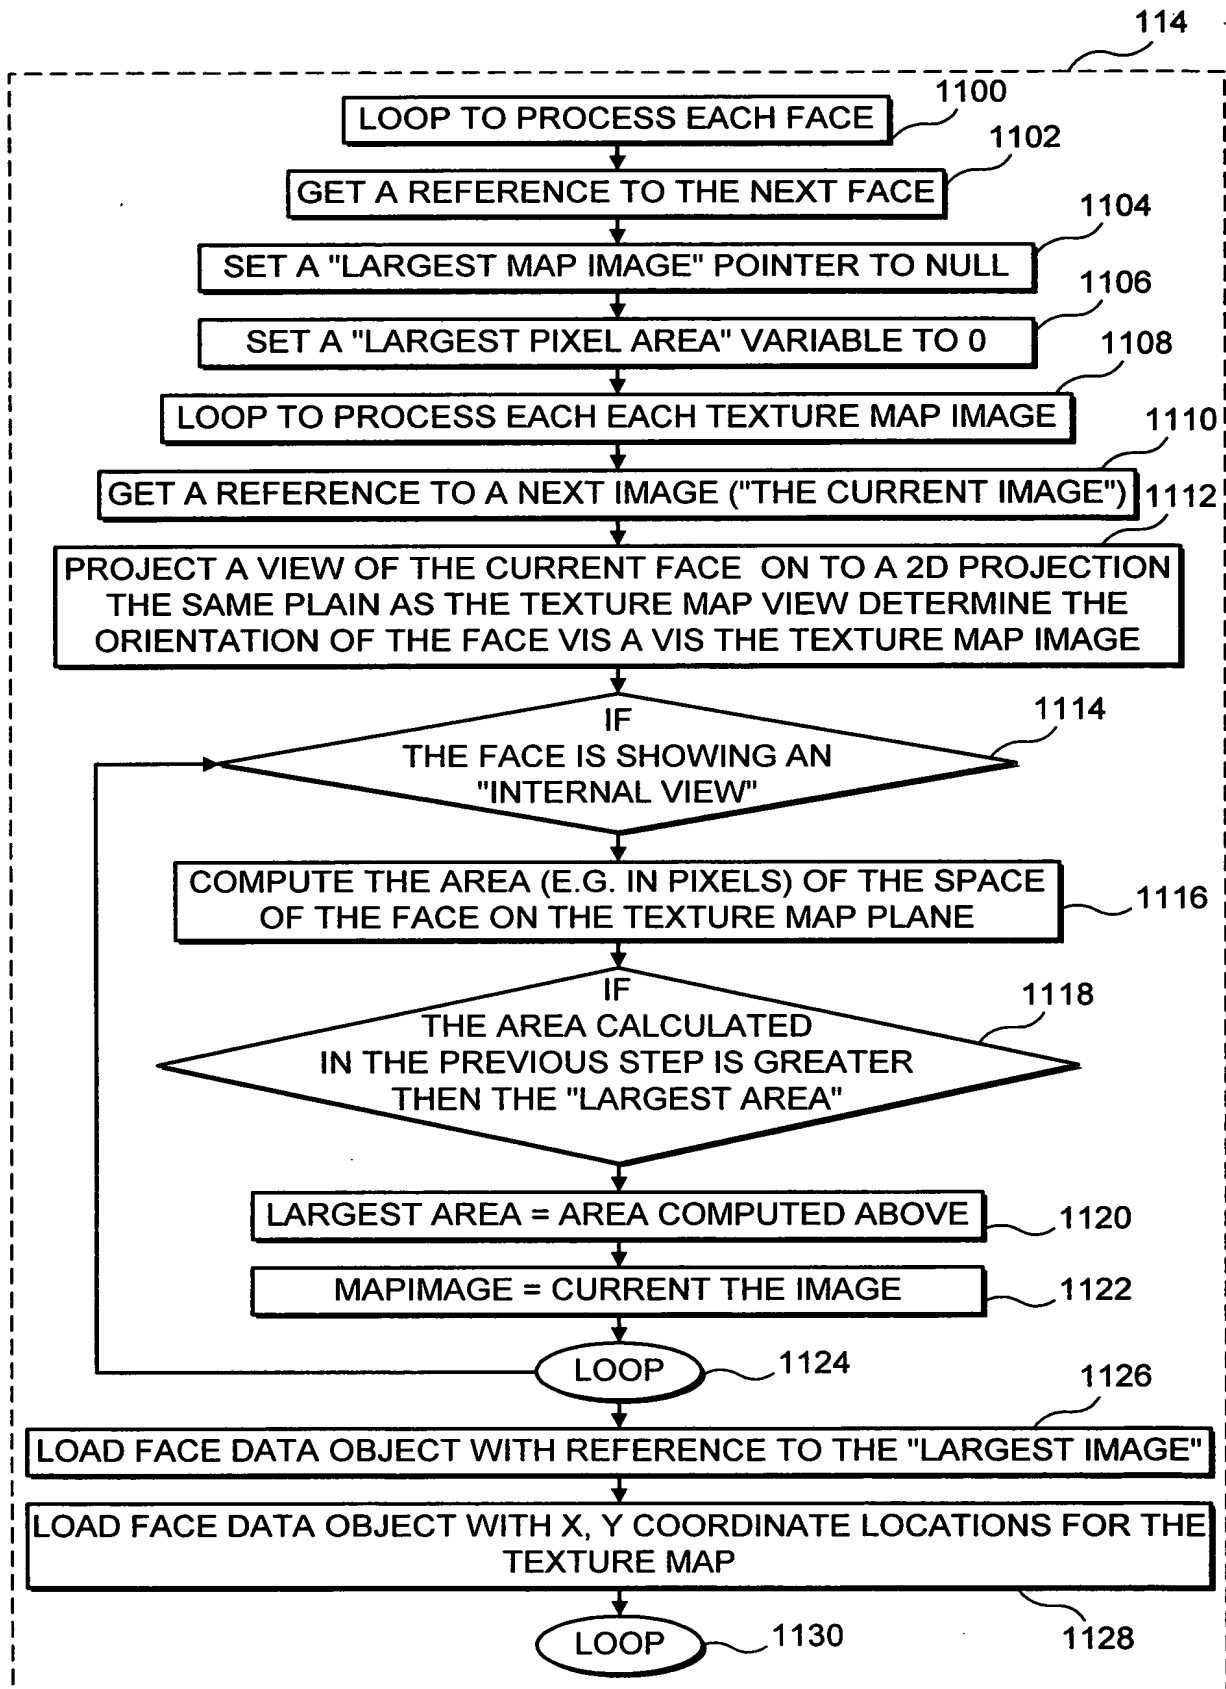 114
LOOP TO PROCESS EACH FACE
1100
GET A REFERENCE TO THE NEXT FACE
1102
SET A "LARGEST MAP IMAGE" POINTER TO NULL
1104
SET A "LARGEST PIXEL AREA" VARIABLE TO 0
1106
LOOP TO PROCESS EACH EACH TEXTURE MAP IMAGE
1108
GET A REFERENCE TO A NEXT IMAGE ("THE CURRENT IMAGE")
1110
PROJECT A VIEW OF THE CURRENT FACE ON TO A 2D PROJECTION
THE SAME PLAIN AS THE TEXTURE MAP VIEW DETERMINE THE
ORIENTATION OF THE FACE VIS A VIS THE TEXTURE MAP IMAGE
1112
IF
THE FACE IS SHOWING AN
"INTERNAL VIEW"
1114
COMPUTE THE AREA (E.G. IN PIXELS) OF THE SPACE
OF THE FACE ON THE TEXTURE MAP PLANE
1116
IF
THE AREA CALCULATED
IN THE PREVIOUS STEP IS GREATER
THEN THE "LARGEST AREA"
1118
LARGEST AREA = AREA COMPUTED ABOVE
1120
MAPIMAGE = CURRENT THE IMAGE
1122
LOOP
1124
LOAD FACE DATA OBJECT WITH REFERENCE TO THE "LARGEST IMAGE"
1126
LOAD FACE DATA OBJECT WITH X, Y COORDINATE LOCATIONS FOR THE
TEXTURE MAP
1128
LOOP
1130